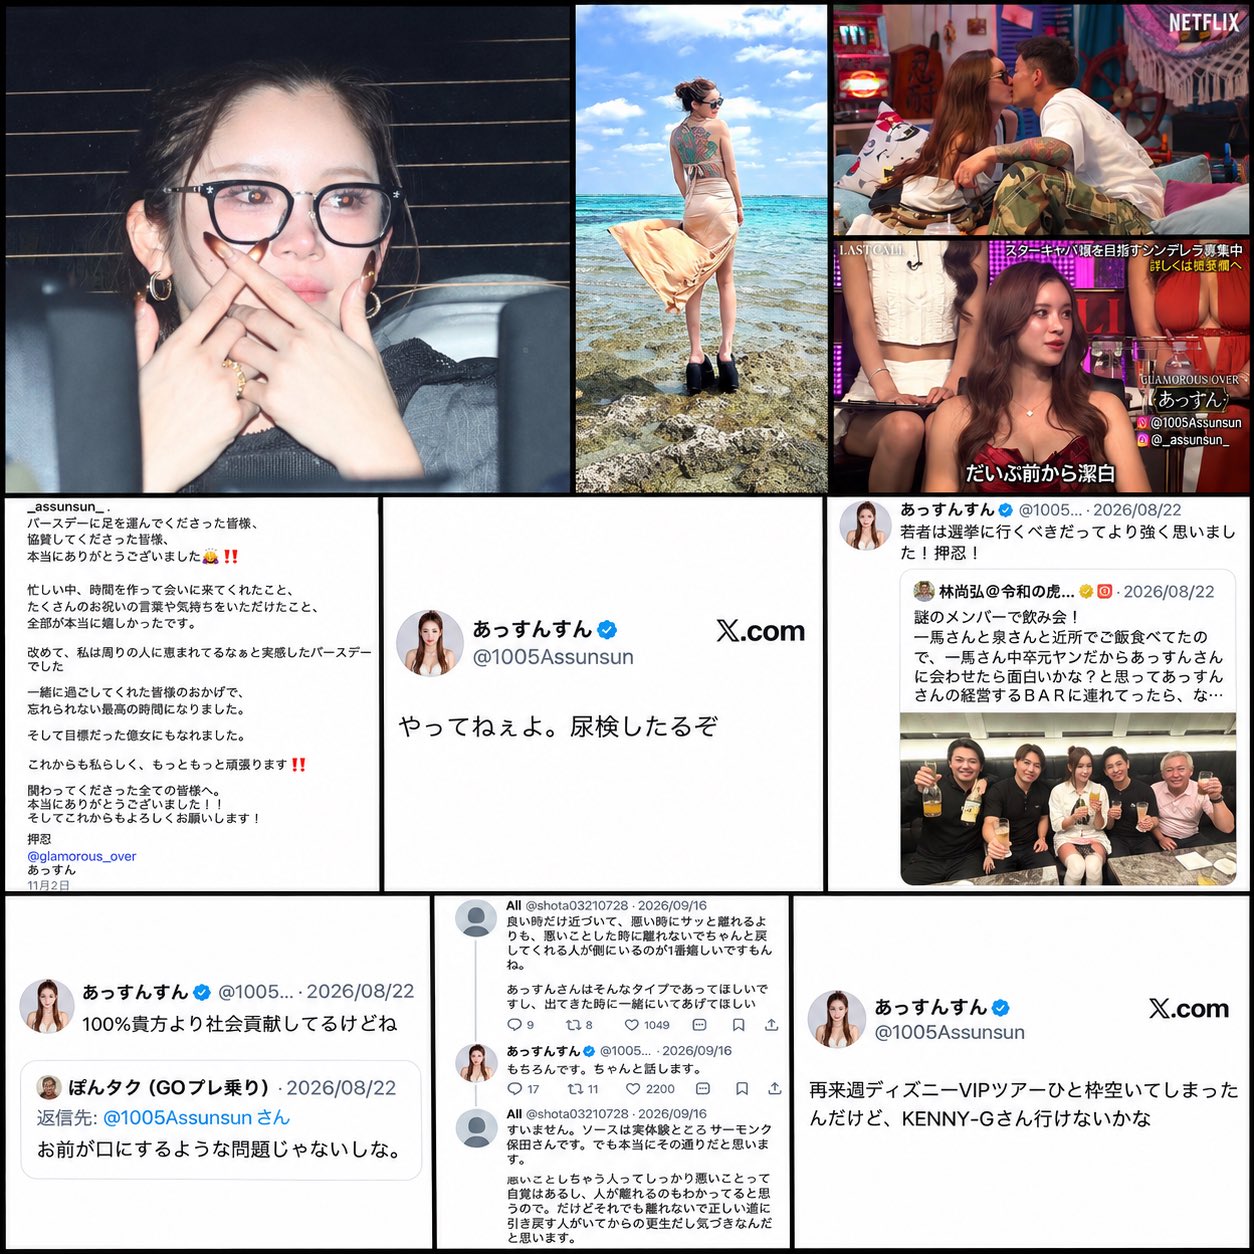 NETFLIX
LAST CALL
スターキャバ嬢を目指すシンデレラ募集中
詳しくは概要欄へ
GLAMOROUS OVER
あっすん
@1005Assunsun
@_assunsun_
だいぶ前から潔白
_assunsun_ .
バースデーに足を運んでくださった皆様、
協賛してくださった皆様、
本当にありがとうございました🙇‼️
忙しい中、時間を作って会いに来てくれたこと、
たくさんのお祝いの言葉や気持ちをいただけたこと、
全部が本当に嬉しかったです。
改めて、私は周りの人に恵まれてるなぁと実感したバースデー
でした
一緒に過ごしてくれた皆様のおかげで、
忘れられない最高の時間になりました。
そして目標だった億女にもなれました。
これからも私らしく、もっともっと頑張ります‼️
関わってくださった全ての皆様へ。
本当にありがとうございました！！
そしてこれからもよろしくお願いします！
押忍
@glamorous_over
あっすん
11月2日
あっすんすん
@1005Assunsun
X.com
やってねぇよ。尿検したるぞ
あっすんすん @1005... · 2026/08/22
若者は選挙に行くべきだってより強く思いまし
た！押忍！
林尚弘@令和の虎... · 2026/08/22
謎のメンバーで飲み会！
一馬さんと泉さんと近所でご飯食べてたの
で、一馬さん中卒元ヤンだからあっすんさん
に会わせたら面白いかな？と思ってあっすん
さんの経営するＢＡＲに連れてったら、な…
あっすんすん @1005... · 2026/08/22
100%貴方より社会貢献してるけどね
ぽんタク（GOプレ乗り） · 2026/08/22
返信先: @1005Assunsun さん
お前が口にするような問題じゃないしな。
All @shota03210728 · 2026/09/16
良い時だけ近づいて、悪い時にサッと離れるよ
りも、悪いことした時に離れないでちゃんと戻
してくれる人が側にいるのが1番嬉しいですもん
ね。
あっすんさんはそんなタイプであってほしいで
すし、出てきた時に一緒にいてあげてほしい
9 8 1049
あっすんすん @1005... · 2026/09/16
もちろんです。ちゃんと話します。
17 11 2200
All @shota03210728 · 2026/09/16
すいません。ソースは実体験ところ サーモンク
保田さんです。でも本当にその通りだと思いま
す。
悪いことしちゃう人ってしっかり悪いことって
自覚はあるし、人が離れるのもわかってると思
うので。だけどそれでも離れないで正しい道に
引き戻す人がいてからの更生だし気づきなんだ
と思います。
あっすんすん
@1005Assunsun
X.com
再来週ディズニーVIPツアーひと枠空いてしまった
んだけど、KENNY-Gさん行けないかな